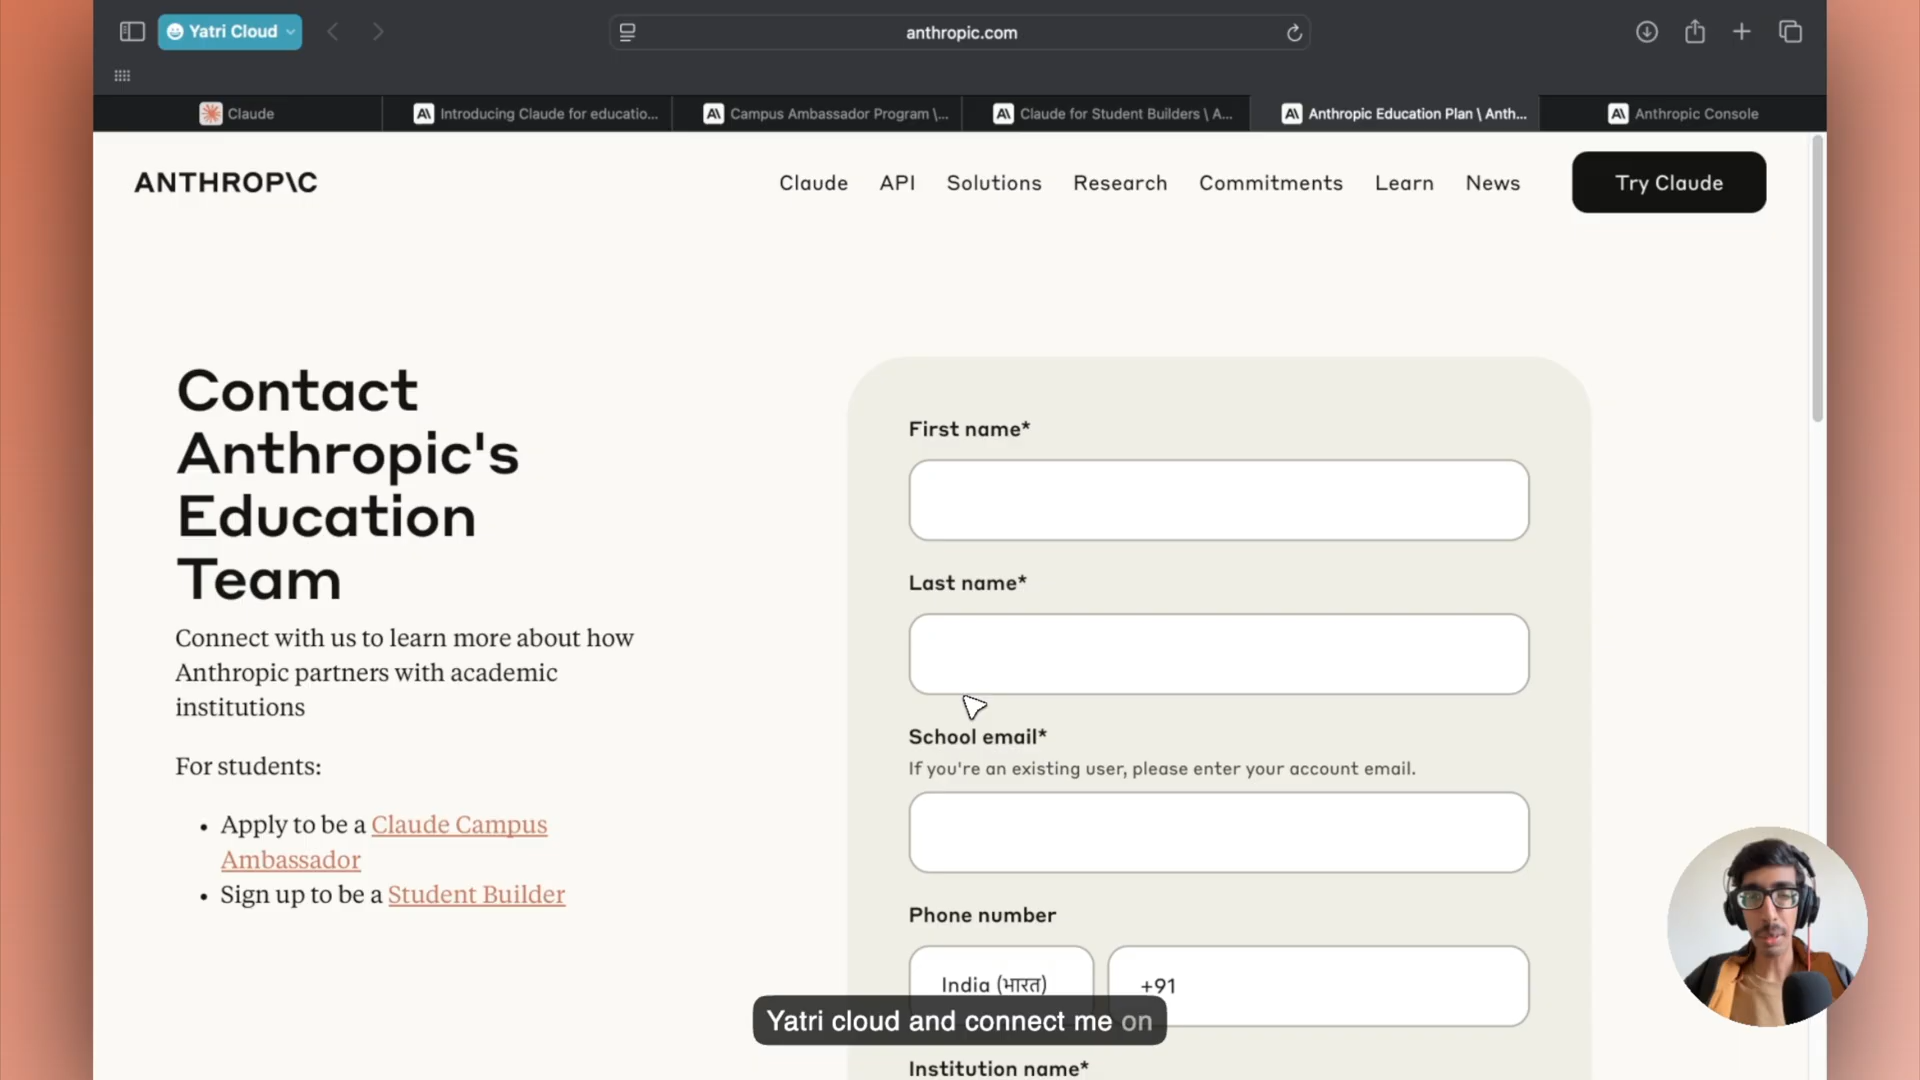 Yatri Cloud
anthropic.com
Claude
Introducing Claude for educatio...
Campus Ambassador Program \...
Claude for Student Builders \ A...
Anthropic Education Plan \ Anth...
Anthropic Console
ANTHROP\C
Claude
API
Solutions
Research
Commitments
Learn
News
Try Claude
Contact
Anthropic's
Education
Team
Connect with us to learn more about how
Anthropic partners with academic
institutions
For students:
• Apply to be a Claude Campus
Ambassador
• Sign up to be a Student Builder
First name*
Last name*
School email*
If you're an existing user, please enter your account email.
Phone number
India (भारत)
+91
Institution name*
Yatri cloud and connect me on